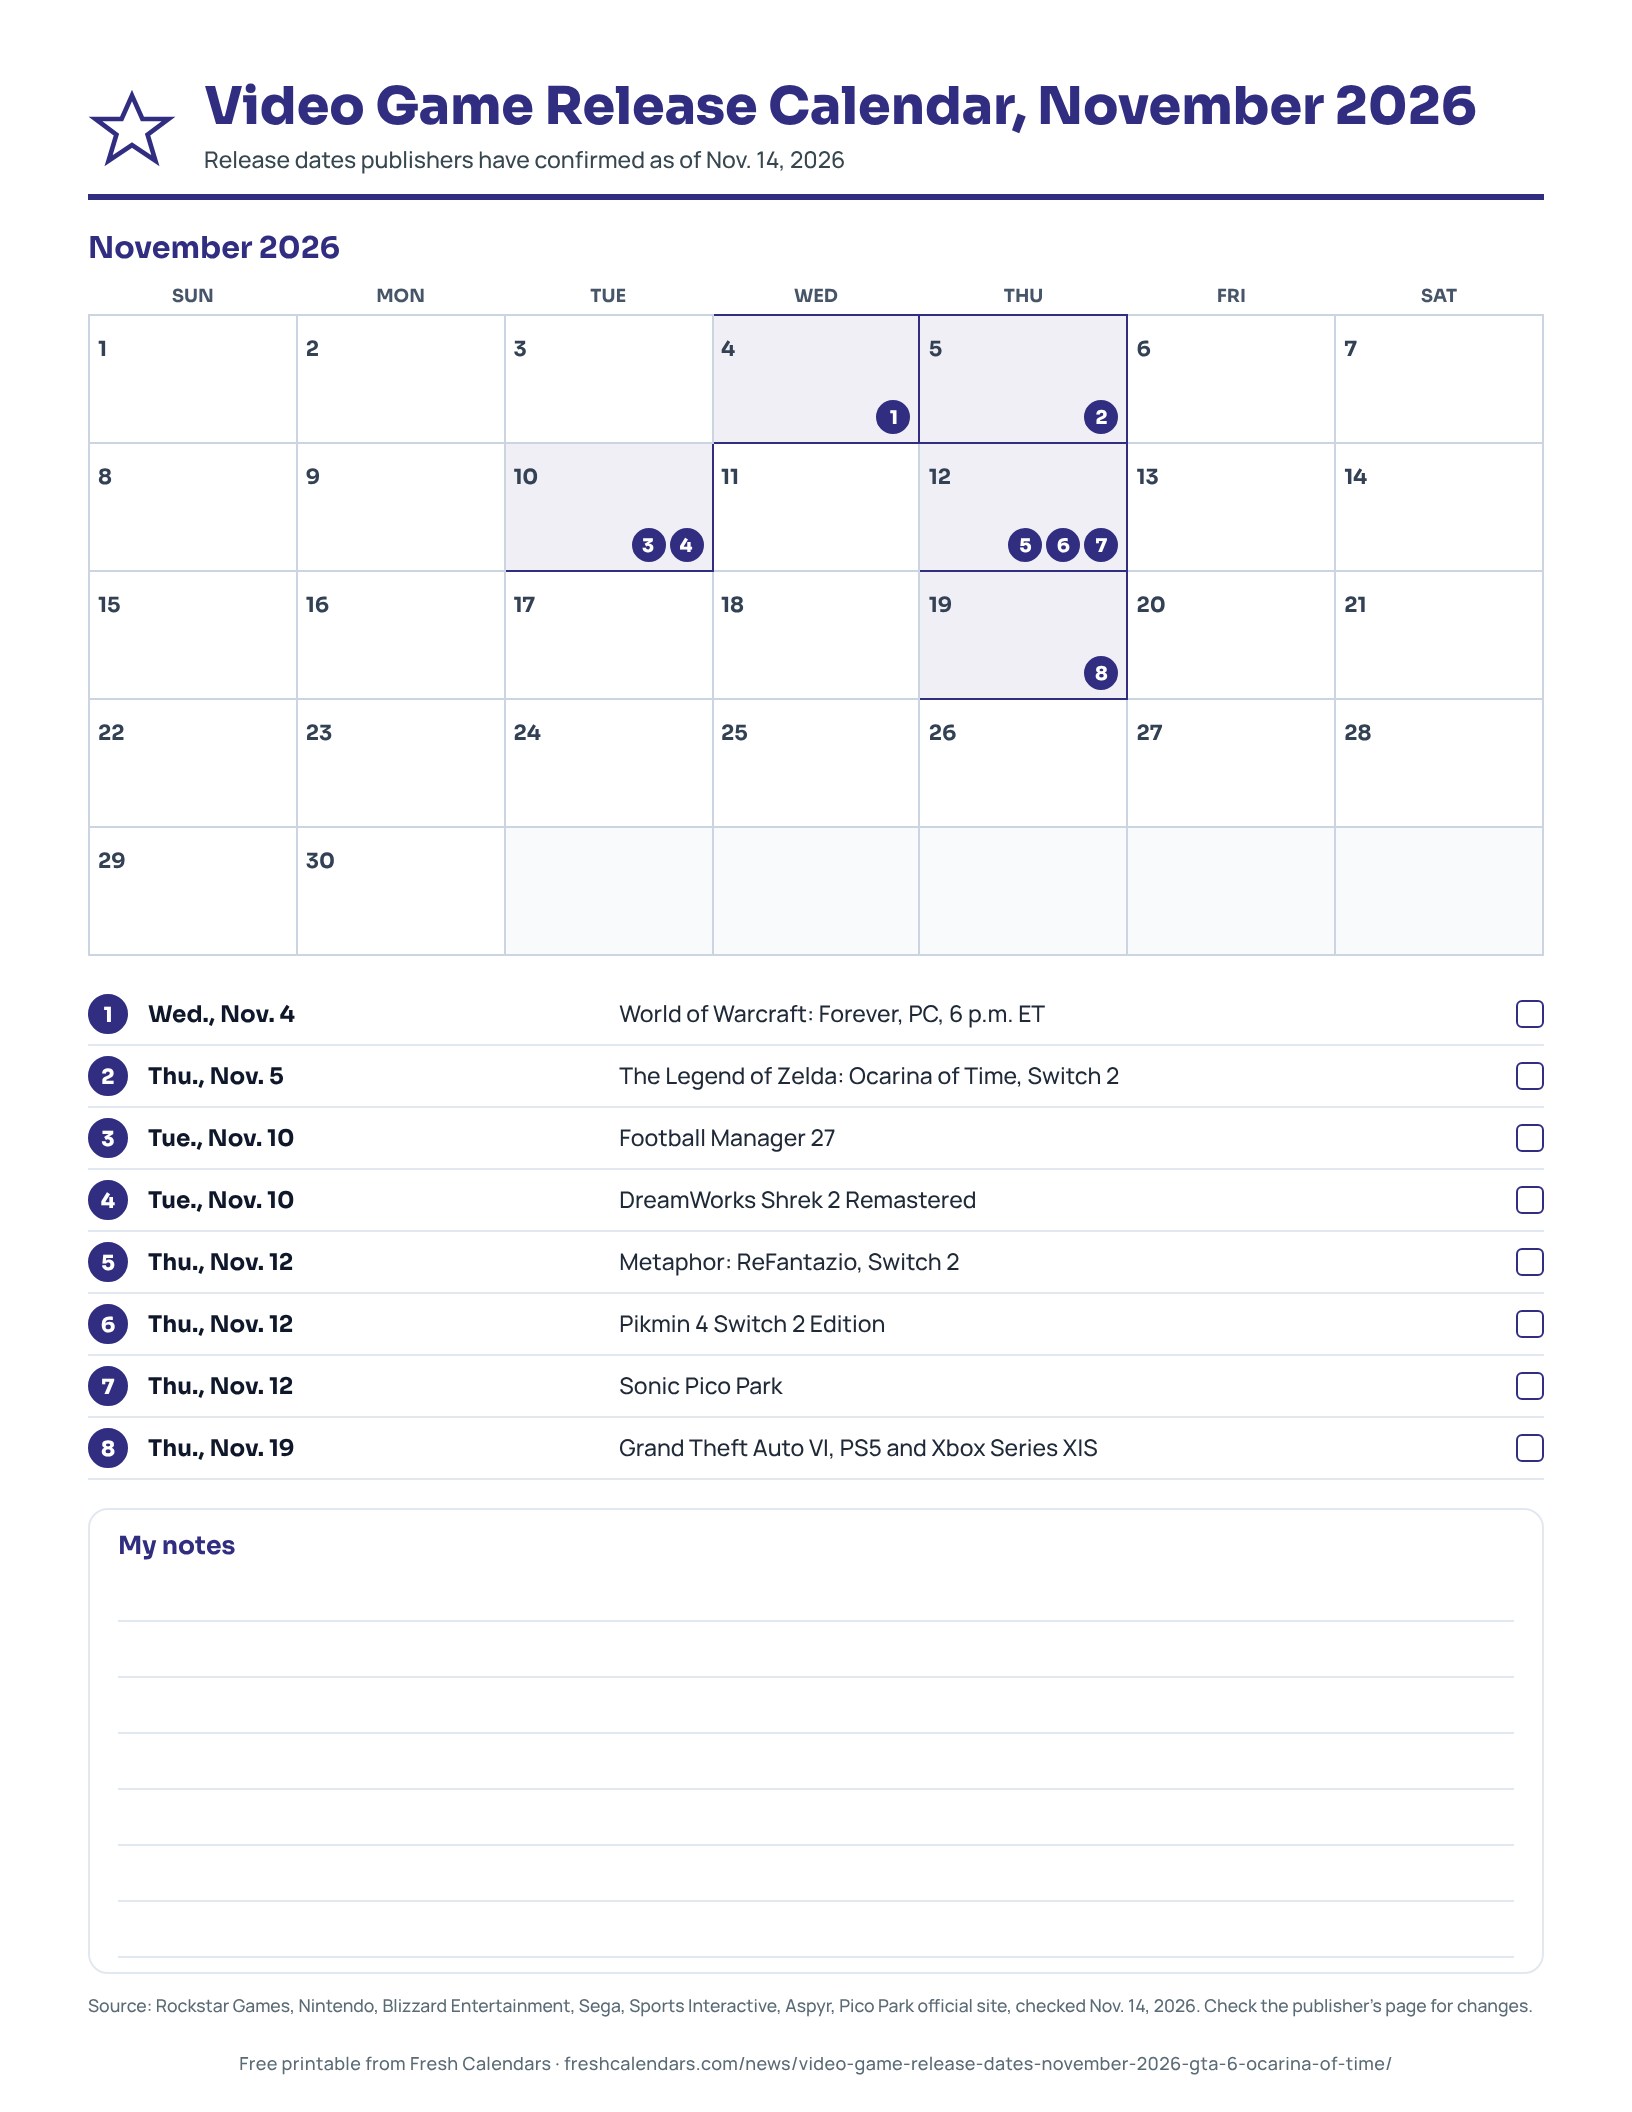 Video Game Release Calendar, November 2026
Release dates publishers have confirmed as of Nov. 14, 2026
November 2026
SUN MON TUE WED THU FRI SAT
1 2 3 4 5 6 7
1 2
8 9 10 11 12 13 14
3 4 5 6 7
15 16 17 18 19 20 21
8
22 23 24 25 26 27 28
29 30
1 Wed., Nov. 4 World of Warcraft: Forever, PC, 6 p.m. ET
2 Thu., Nov. 5 The Legend of Zelda: Ocarina of Time, Switch 2
3 Tue., Nov. 10 Football Manager 27
4 Tue., Nov. 10 DreamWorks Shrek 2 Remastered
5 Thu., Nov. 12 Metaphor: ReFantazio, Switch 2
6 Thu., Nov. 12 Pikmin 4 Switch 2 Edition
7 Thu., Nov. 12 Sonic Pico Park
8 Thu., Nov. 19 Grand Theft Auto VI, PS5 and Xbox Series X|S
My notes
Source: Rockstar Games, Nintendo, Blizzard Entertainment, Sega, Sports Interactive, Aspyr, Pico Park official site, checked Nov. 14, 2026. Check the publisher's page for changes.
Free printable from Fresh Calendars · freshcalendars.com/news/video-game-release-dates-november-2026-gta-6-ocarina-of-time/